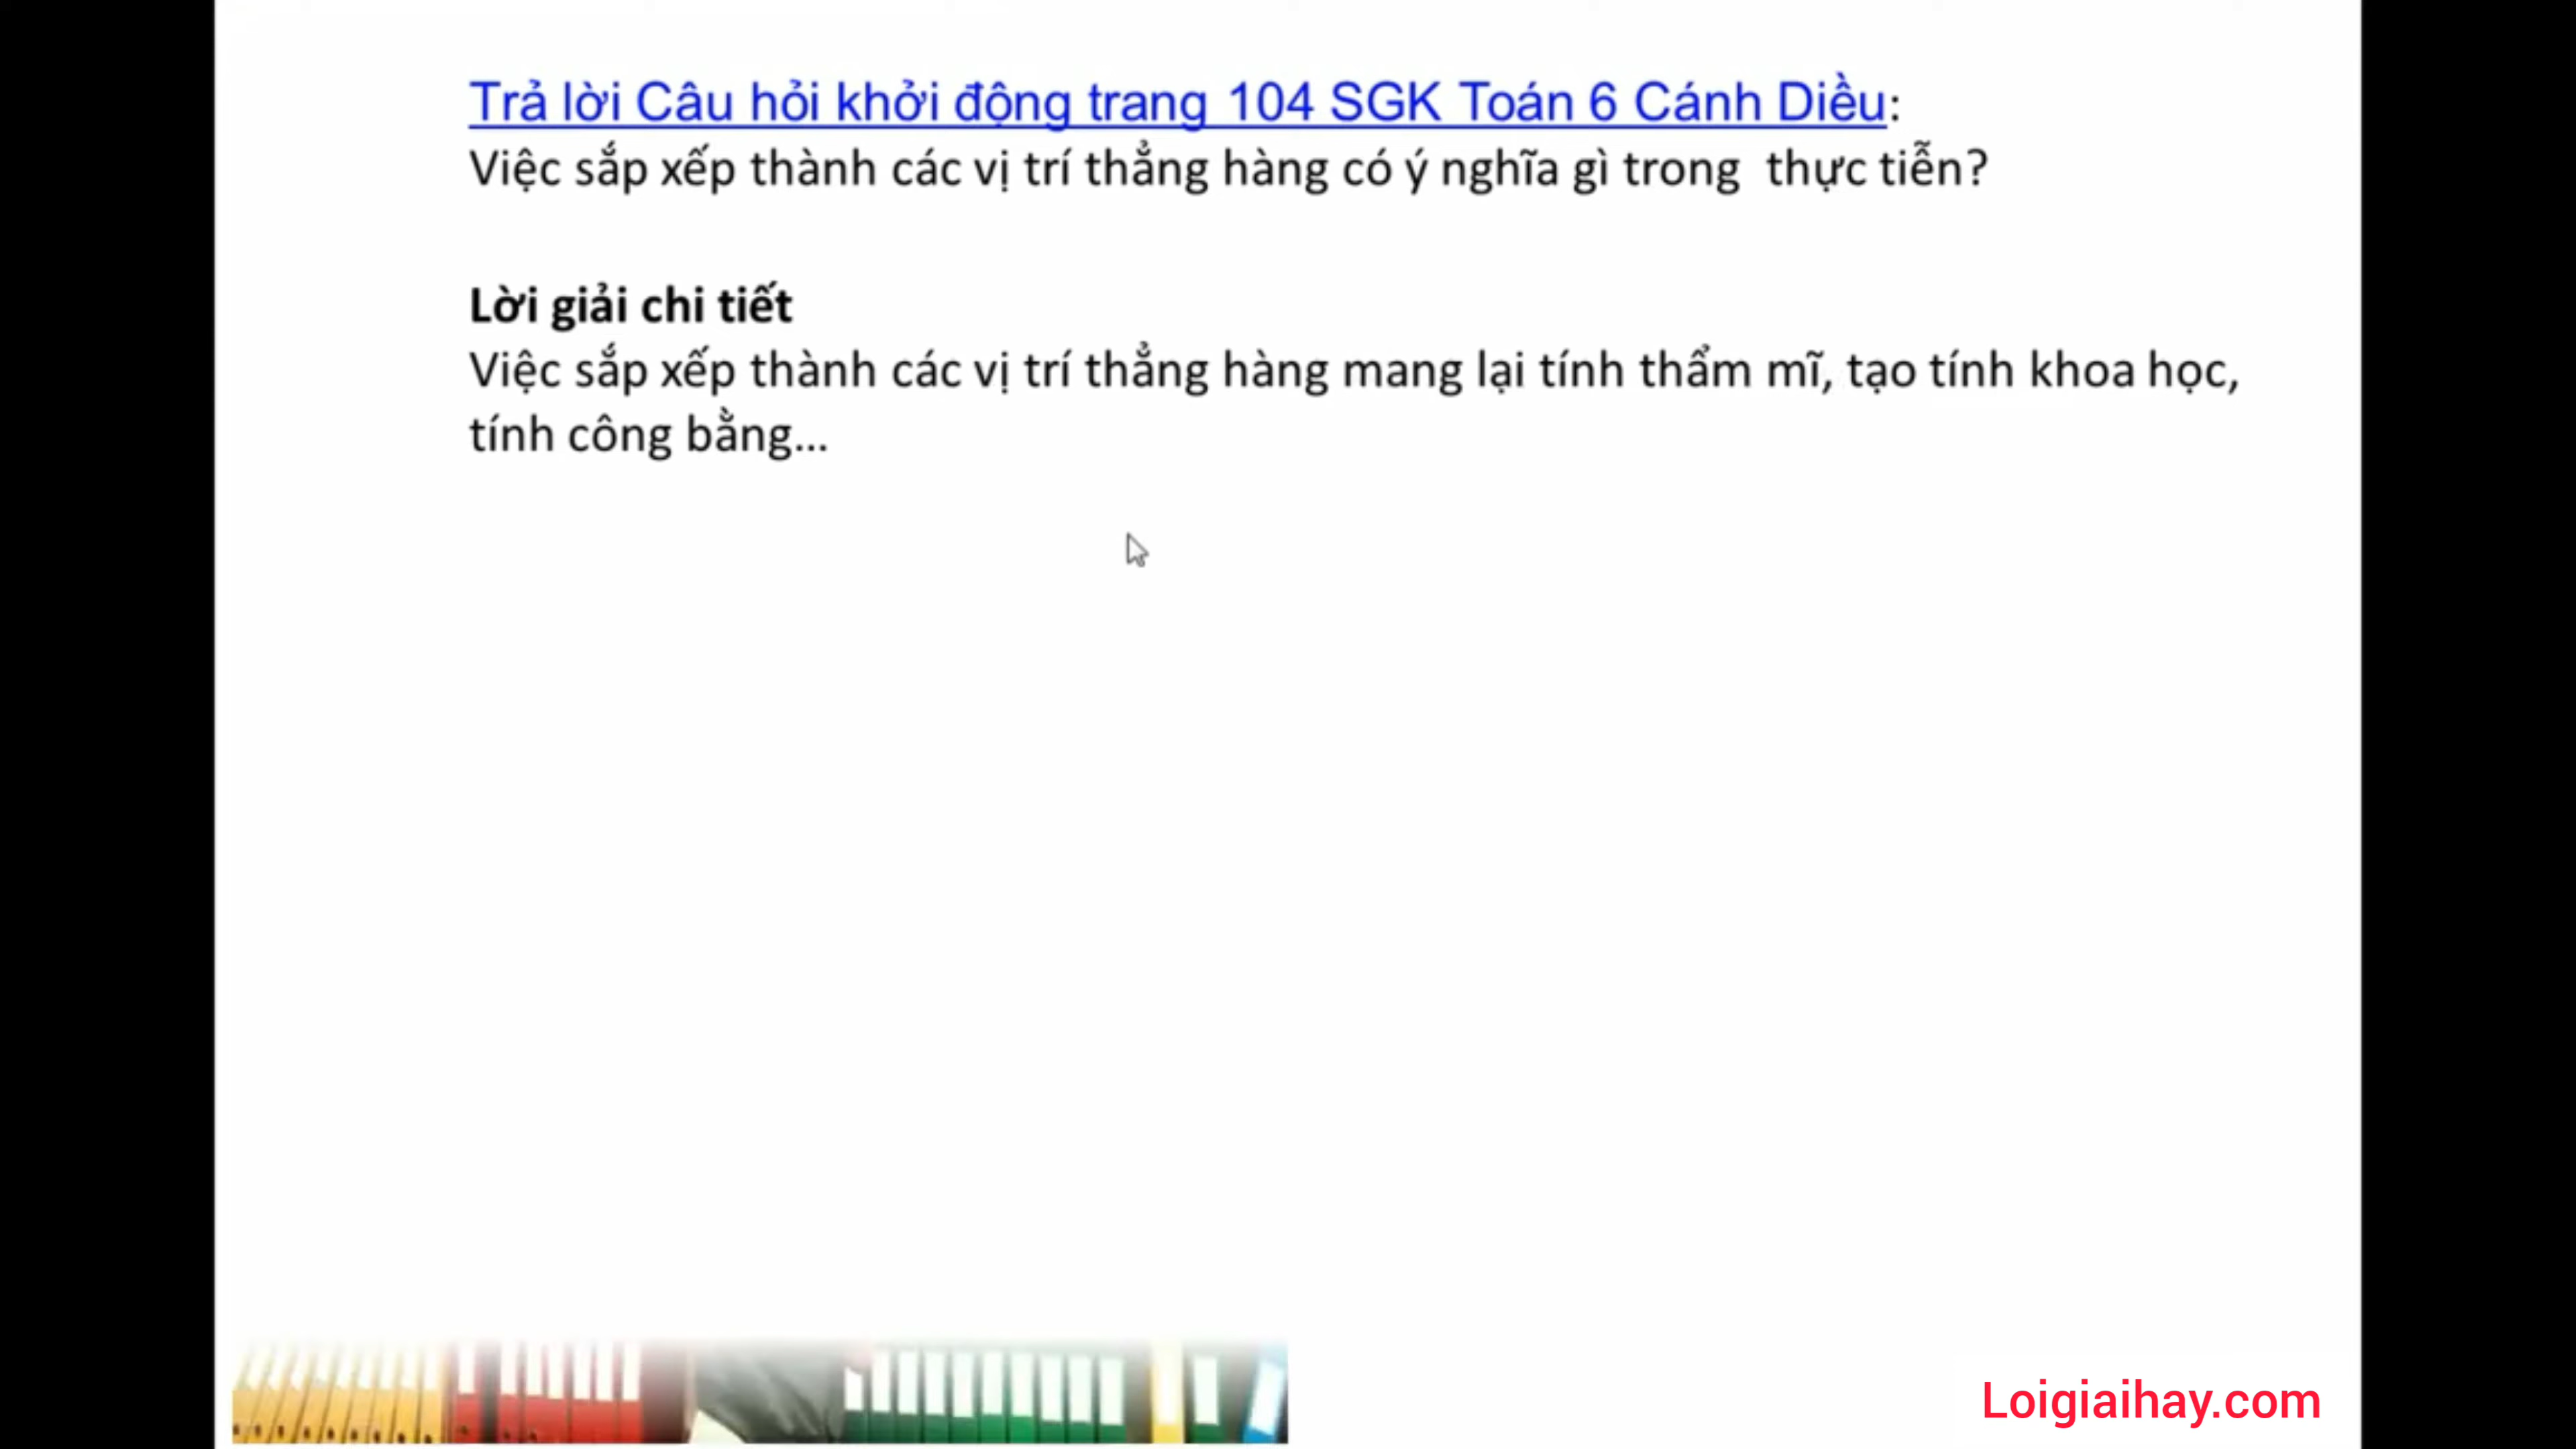 Trả lời Câu hỏi khởi động trang 104 SGK Toán 6 Cánh Diều:
Việc sắp xếp thành các vị trí thẳng hàng có ý nghĩa gì trong thực tiễn?
Lời giải chi tiết
Việc sắp xếp thành các vị trí thẳng hàng mang lại tính thẩm mĩ, tạo tính khoa học,
tính công bằng...
Loigiaihay.com